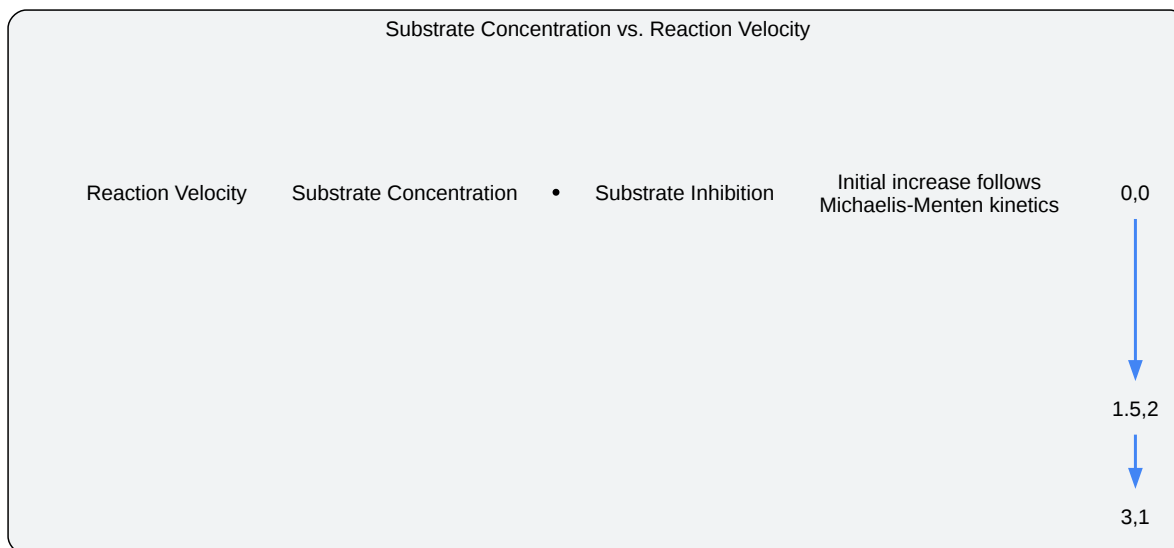 Substrate Concentration vs. Reaction Velocity
Reaction Velocity
Substrate Concentration
•
Substrate Inhibition
Initial increase follows
Michaelis-Menten kinetics
0,0
1.5,2
3,1